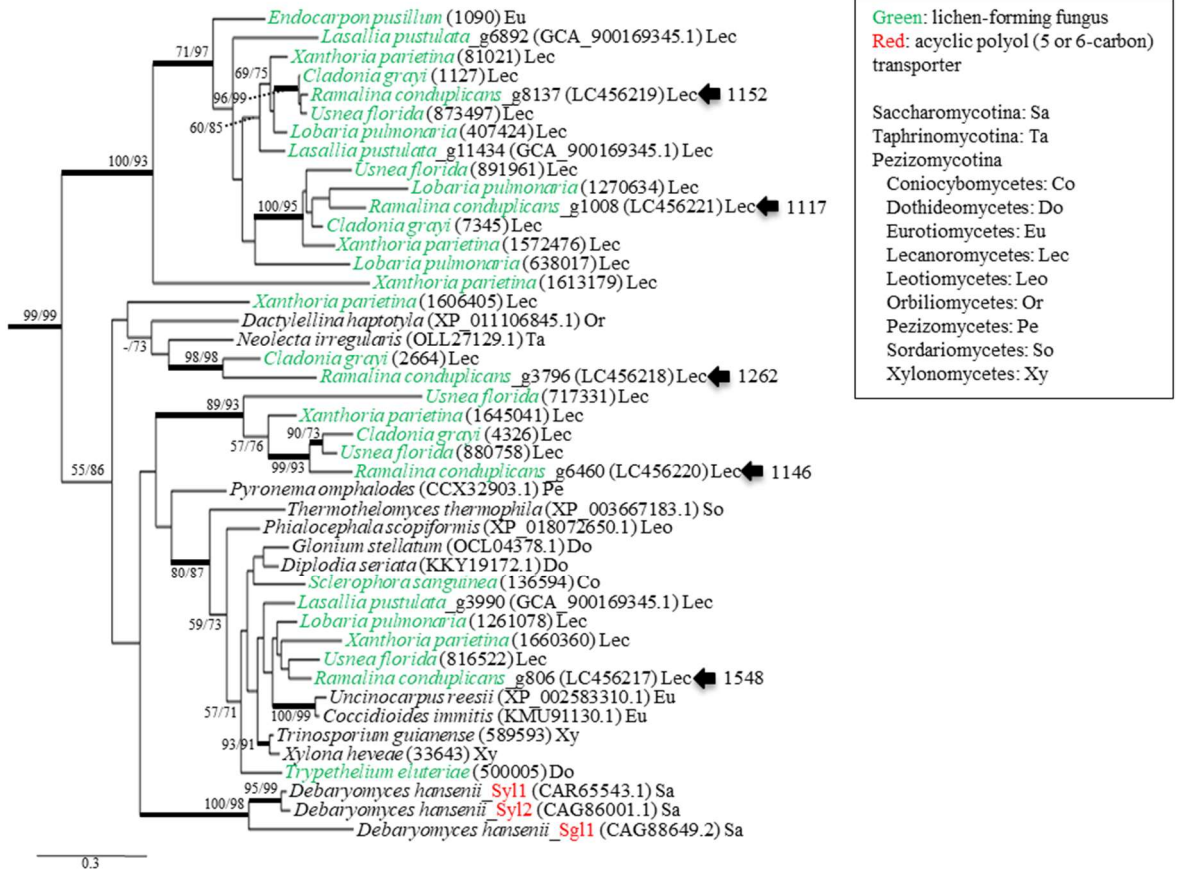 Endocarpon pusillum (1090) Eu
Lasallia pustulata_g6892 (GCA_900169345.1) Lec
71/97
Xanthoria parietina (81021) Lec
69/75
Cladonia grayi (1127) Lec
96/99
Ramalina conduplicans_g8137 (LC456219) Lec 1152
Usnea florida (873497) Lec
60/85
Lobaria pulmonaria (407424) Lec
Lasallia pustulata_g11434 (GCA_900169345.1) Lec
100/93
Usnea florida (891961) Lec
Lobaria pulmonaria (1270634) Lec
100/95
Ramalina conduplicans_g1008 (LC456221) Lec 1117
Cladonia grayi (7345) Lec
Xanthoria parietina (1572476) Lec
Lobaria pulmonaria (638017) Lec
Xanthoria parietina (1613179) Lec
99/99
Xanthoria parietina (1606405) Lec
Dactylellina haptotyla (XP_011106845.1) Or
-/73
Neolecta irregularis (OLL27129.1) Ta
98/98
Cladonia grayi (2664) Lec
Ramalina conduplicans_g3796 (LC456218) Lec 1262
Usnea florida (717331) Lec
89/93
Xanthoria parietina (1645041) Lec
57/76
90/73
Cladonia grayi (4326) Lec
Usnea florida (880758) Lec
55/86
99/93
Ramalina conduplicans_g6460 (LC456220) Lec 1146
Pyronema omphalodes (CCX32903.1) Pe
Thermothelomyces thermophila (XP_003667183.1) So
Phialocephala scopiformis (XP_018072650.1) Leo
Glonium stellatum (OCL04378.1) Do
Diplodia seriata (KKY19172.1) Do
80/87
Sclerophora sanguinea (136594) Co
Lasallia pustulata_g3990 (GCA_900169345.1) Lec
59/73
Lobaria pulmonaria (1261078) Lec
Xanthoria parietina (1660360) Lec
Usnea florida (816522) Lec
Ramalina conduplicans_g806 (LC456217) Lec 1548
Uncinocarpus reesii (XP_002583310.1) Eu
57/71
100/99
Coccidioides immitis (KMU91130.1) Eu
Trinosporium guianense (589593) Xy
93/91
Xylona heveae (33643) Xy
Trypethelium eluteriae (500005) Do
95/99
Debaryomyces hansenii_Syl1 (CAR65543.1) Sa
100/98
Debaryomyces hansenii_Syl2 (CAG86001.1) Sa
Debaryomyces hansenii_Sgl1 (CAG88649.2) Sa
0.3
Green: lichen-forming fungus
Red: acyclic polyol (5 or 6-carbon)
transporter
Saccharomycotina: Sa
Taphrinomycotina: Ta
Pezizomycotina
Coniocybomycetes: Co
Dothideomycetes: Do
Eurotiomycetes: Eu
Lecanoromycetes: Lec
Leotiomycetes: Leo
Orbiliomycetes: Or
Pezizomycetes: Pe
Sordariomycetes: So
Xylonomycetes: Xy